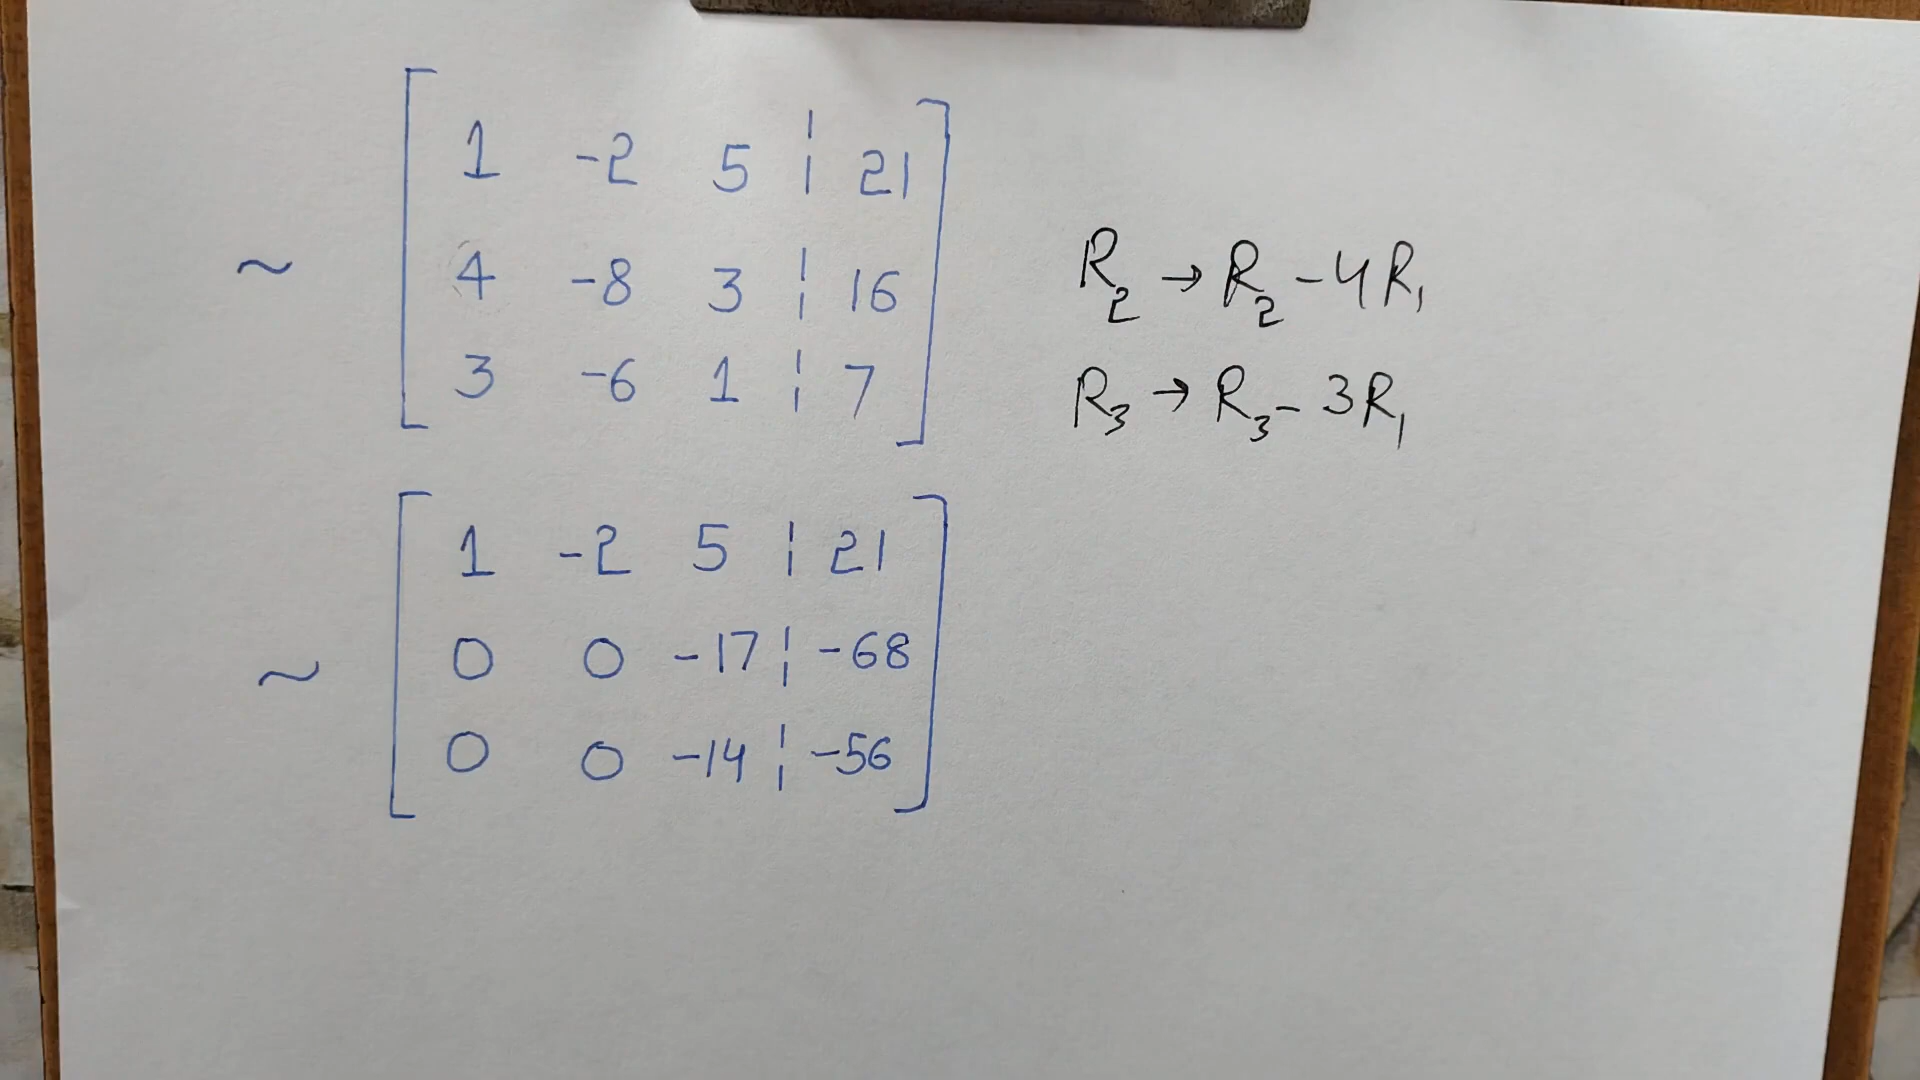 1 -2 5 ¦ 21
~ 4 -8 3 ¦ 16 R₂ → R₂ - 4R₁
3 -6 1 ¦ 7 R₃ → R₃ - 3R₁
1 -2 5 ¦ 21
~ 0 0 -17 ¦ -68
0 0 -14 ¦ -56